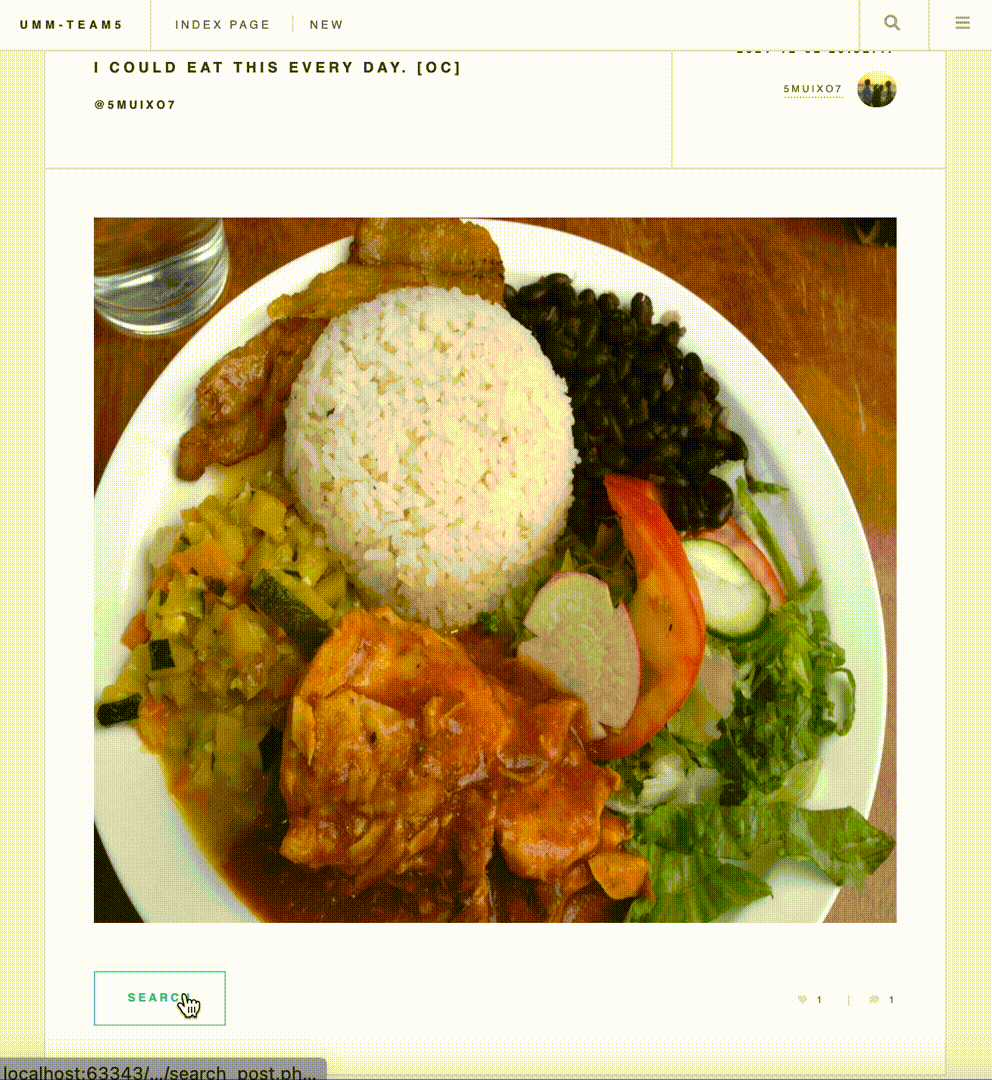 UMM-TEAM5
INDEX PAGE
NEW
I COULD EAT THIS EVERY DAY. [OC]
@5MUIXO7
5MUIXO7
SEARCH
1
1
localhost:63343/.../search_post.ph...